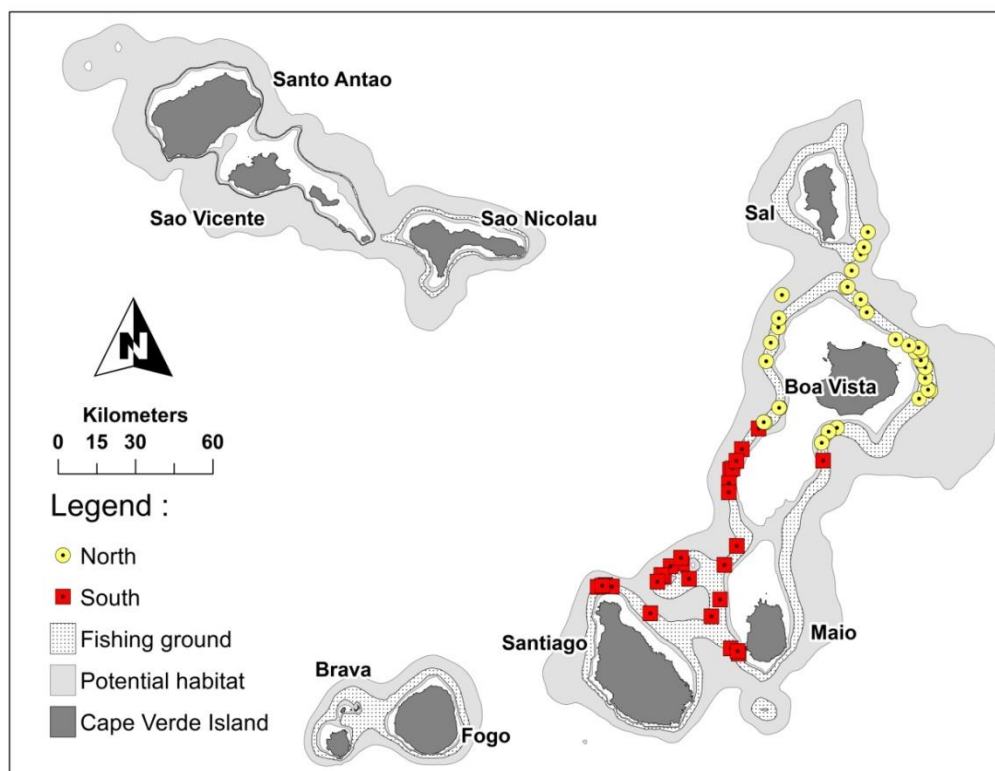 Santo Antao
Sao Vicente
Sao Nicolau
Sal
N
Boa Vista
Kilometers
0 15 30 60
Legend :
North
South
Fishing ground
Potential habitat
Cape Verde Island
Santiago
Maio
Brava
Fogo